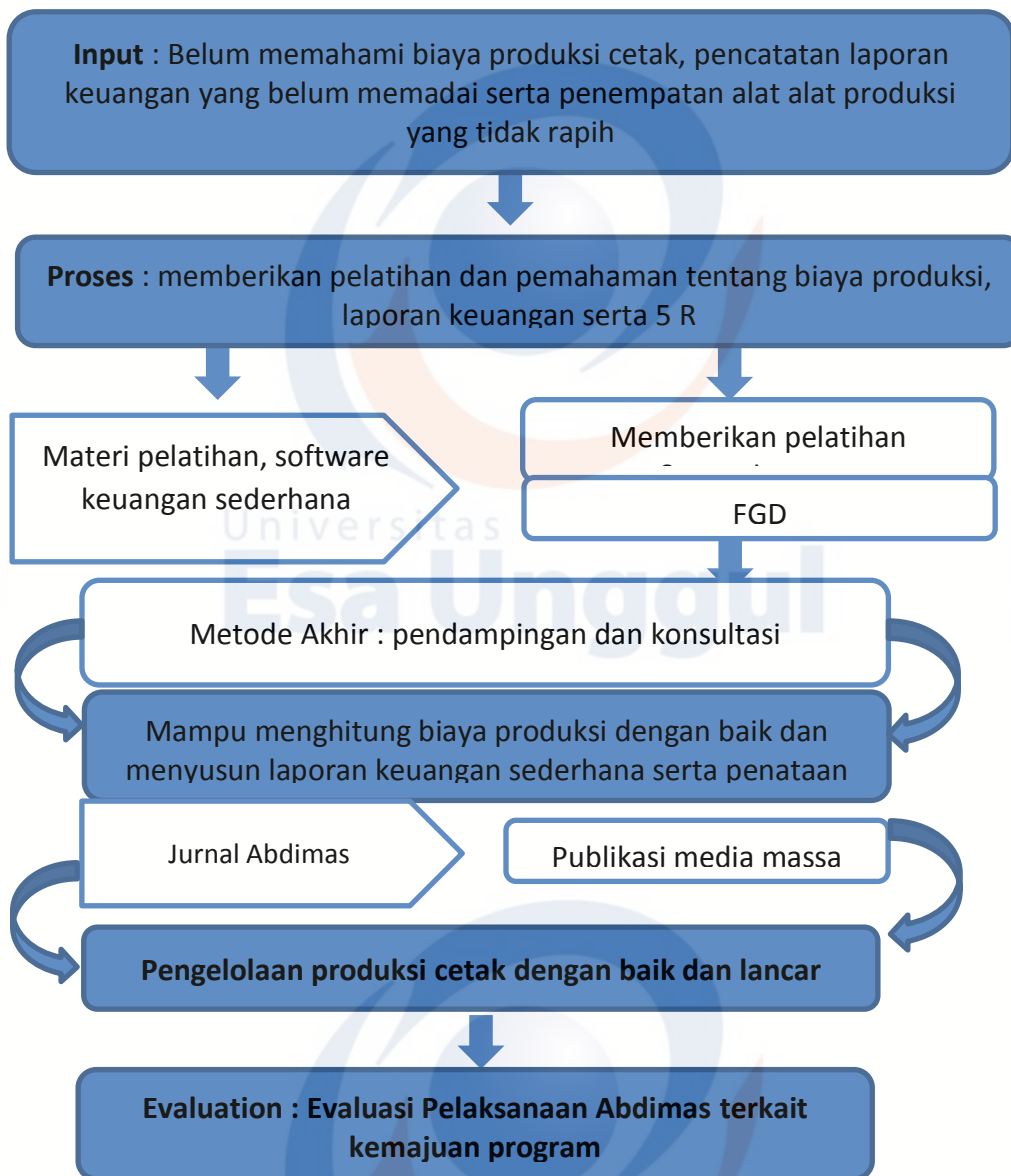 Input : Belum memahami biaya produksi cetak, pencatatan laporan
keuangan yang belum memadai serta penempatan alat alat produksi
yang tidak rapih
Proses : memberikan pelatihan dan pemahaman tentang biaya produksi,
laporan keuangan serta 5 R
Materi pelatihan, software
keuangan sederhana
Memberikan pelatihan
FGD
Universitas
Esa Unggul
Metode Akhir : pendampingan dan konsultasi
Mampu menghitung biaya produksi dengan baik dan
menyusun laporan keuangan sederhana serta penataan
Jurnal Abdimas
Publikasi media massa
Pengelolaan produksi cetak dengan baik dan lancar
Evaluation : Evaluasi Pelaksanaan Abdimas terkait
kemajuan program